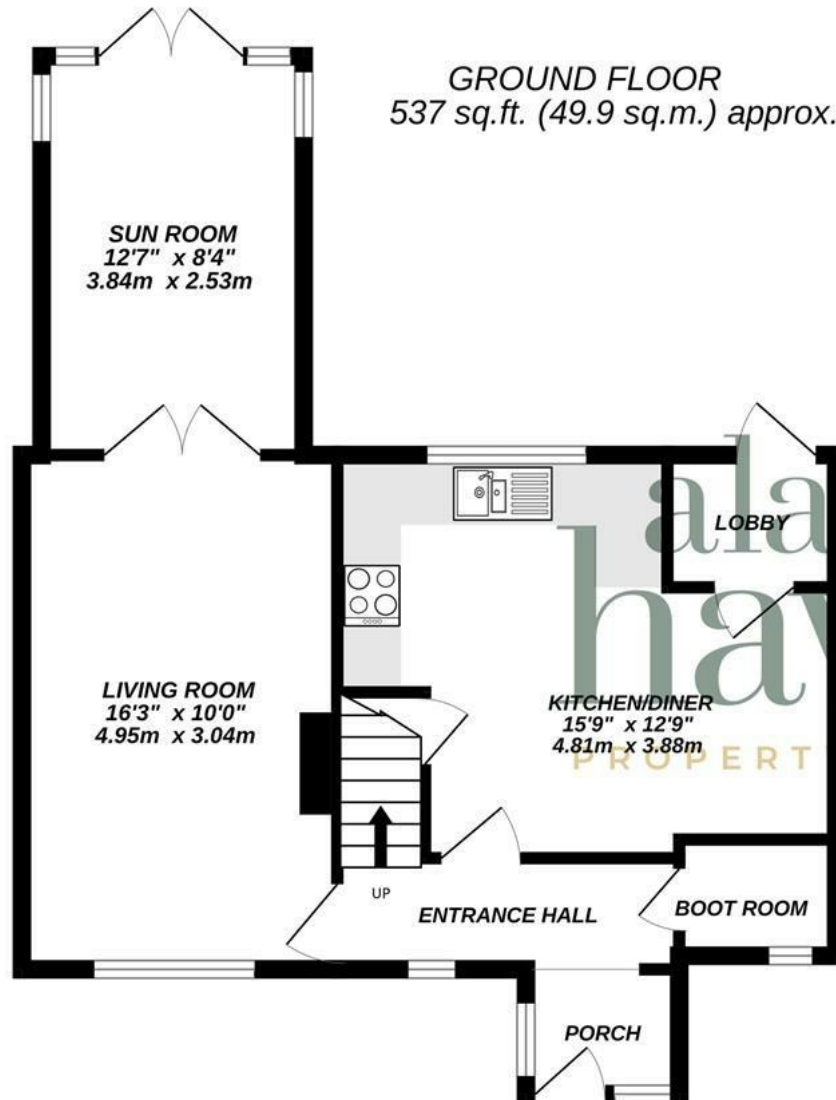 GROUND FLOOR
537 sq.ft. (49.9 sq.m.) approx.
SUN ROOM
12'7" x 8'4"
3.84m x 2.53m
LOBBY
LIVING ROOM
16'3" x 10'0"
4.95m x 3.04m
KITCHEN/DINER
15'9" x 12'9"
4.81m x 3.88m
UP
ENTRANCE HALL
BOOT ROOM
PORCH